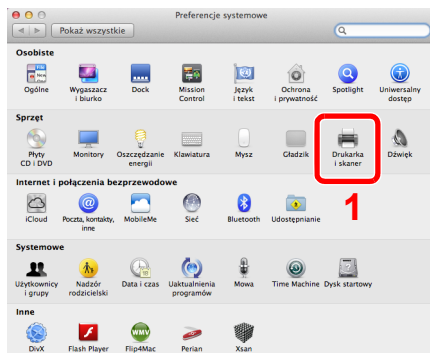 Preferencje systemowe
Pokaż wszystkie
Osobiste
Ogólne Wygaszacz i biurko Dock Mission Control Język i tekst Ochrona i prywatność Spotlight Uniwersalny dostęp
Sprzęt
Płyty CD i DVD Monitory Oszczędzanie energii Klawiatura Mysz Gładzik Drukarka i skaner Dźwięk
Internet i połączenia bezprzewodowe
1
iCloud Poczta, kontakty, inne MobileMe Sieć Bluetooth Udostępnianie
Systemowe
Użytkownicy i grupy Nadzór rodzicielski Data i czas Uaktualnienia programów Mowa Time Machine Dysk startowy
Inne
WMV
DivX Flash Player Flip4Mac Perian Xsan